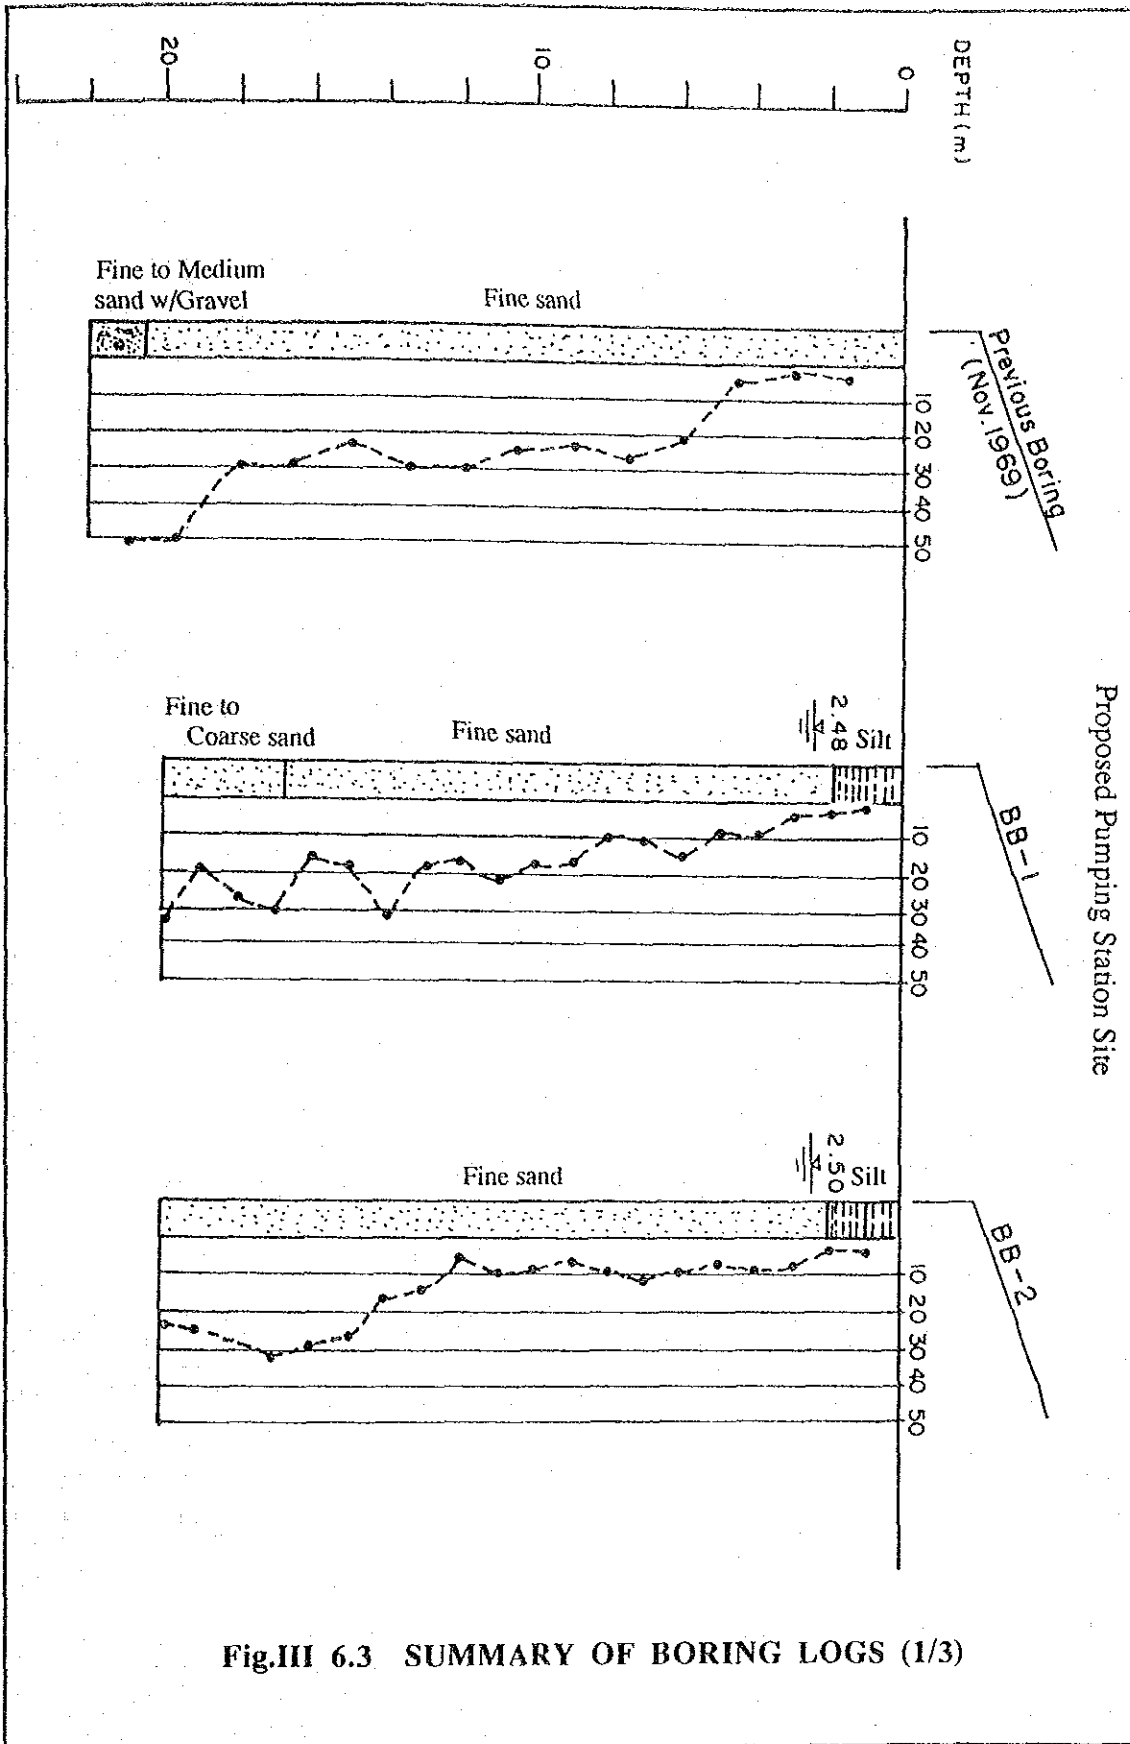 Proposed Pumping Station Site
DEPTH (m)
0
10
20
Previous Boring
(Nov. 1969)
Fine sand
Fine to Medium
sand w/Gravel
10 20 30 40 50
BB-1
2.48
Silt
Fine sand
Fine to
Coarse sand
10 20 30 40 50
BB-2
2.50
Silt
Fine sand
10 20 30 40 50
Fig.III 6.3 SUMMARY OF BORING LOGS (1/3)